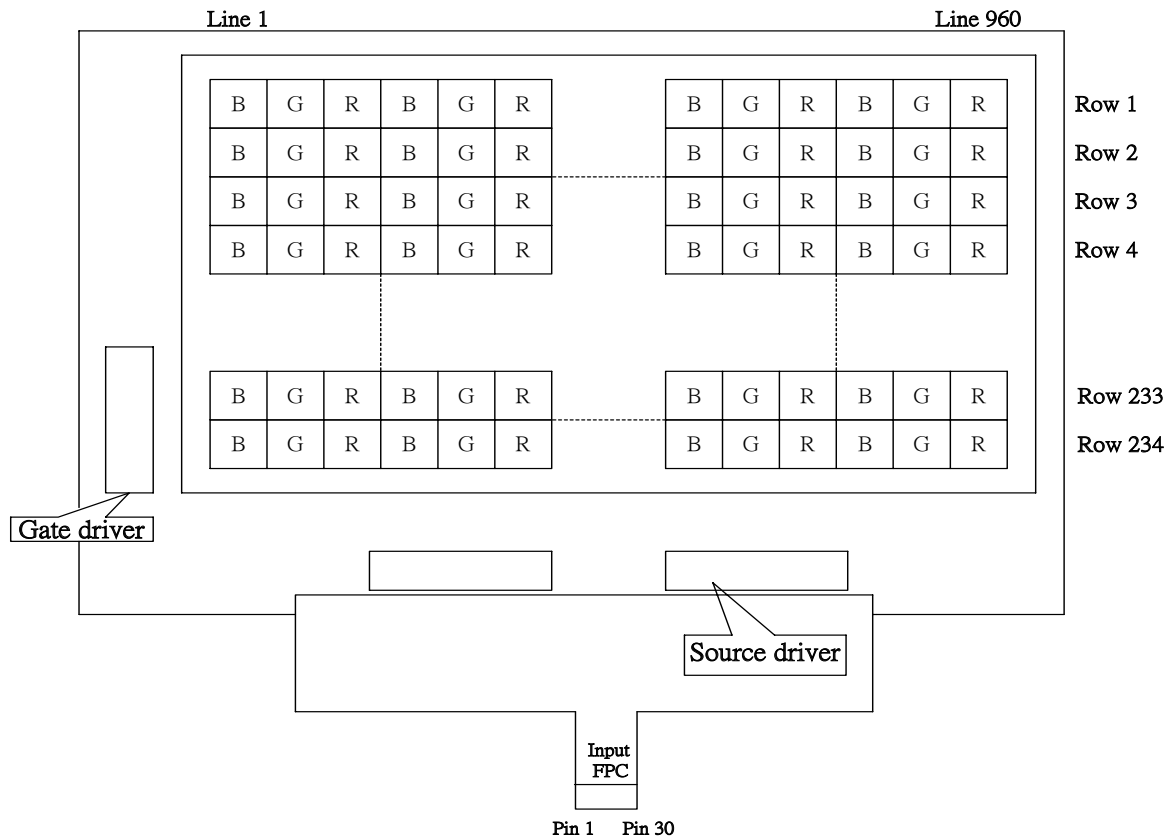 Line 1 Line 960
B G R B G R B G R B G R Row 1
B G R B G R B G R B G R Row 2
B G R B G R B G R B G R Row 3
B G R B G R B G R B G R Row 4
B G R B G R B G R B G R Row 233
B G R B G R B G R B G R Row 234
Gate driver
Source driver
Input
FPC
Pin 1 Pin 30